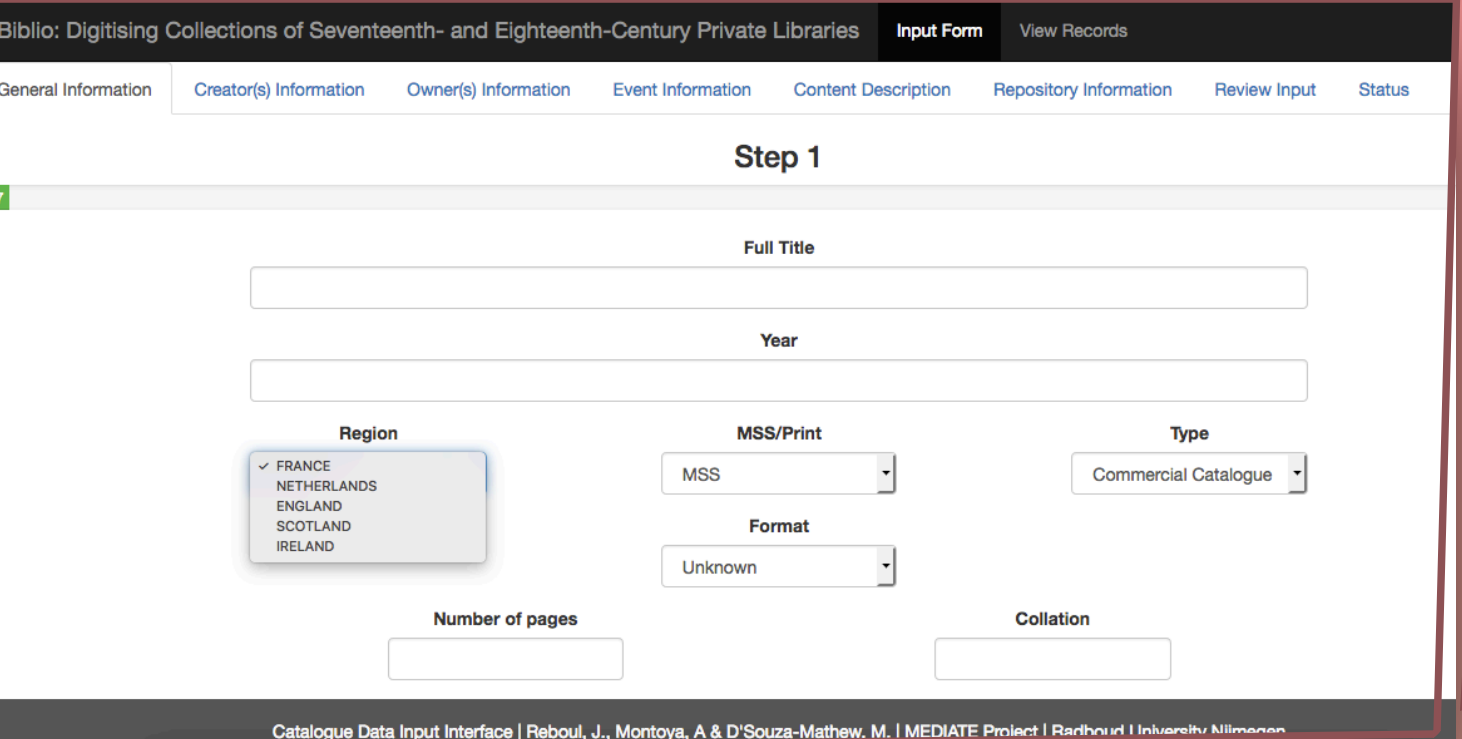 Biblio: Digitising Collections of Seventeenth- and Eighteenth-Century Private Libraries Input Form View Records
General Information Creator(s) Information Owner(s) Information Event Information Content Description Repository Information Review Input Status
Step 1
Full Title
Year
Region MSS/Print Type
✓ FRANCE
NETHERLANDS
ENGLAND
SCOTLAND
IRELAND
MSS Commercial Catalogue
Format
Unknown
Number of pages Collation
Catalogue Data Input Interface | Reboul, J., Montoya, A & D'Souza-Mathew, M. | MEDIATE Project | Radboud University Nijmegen